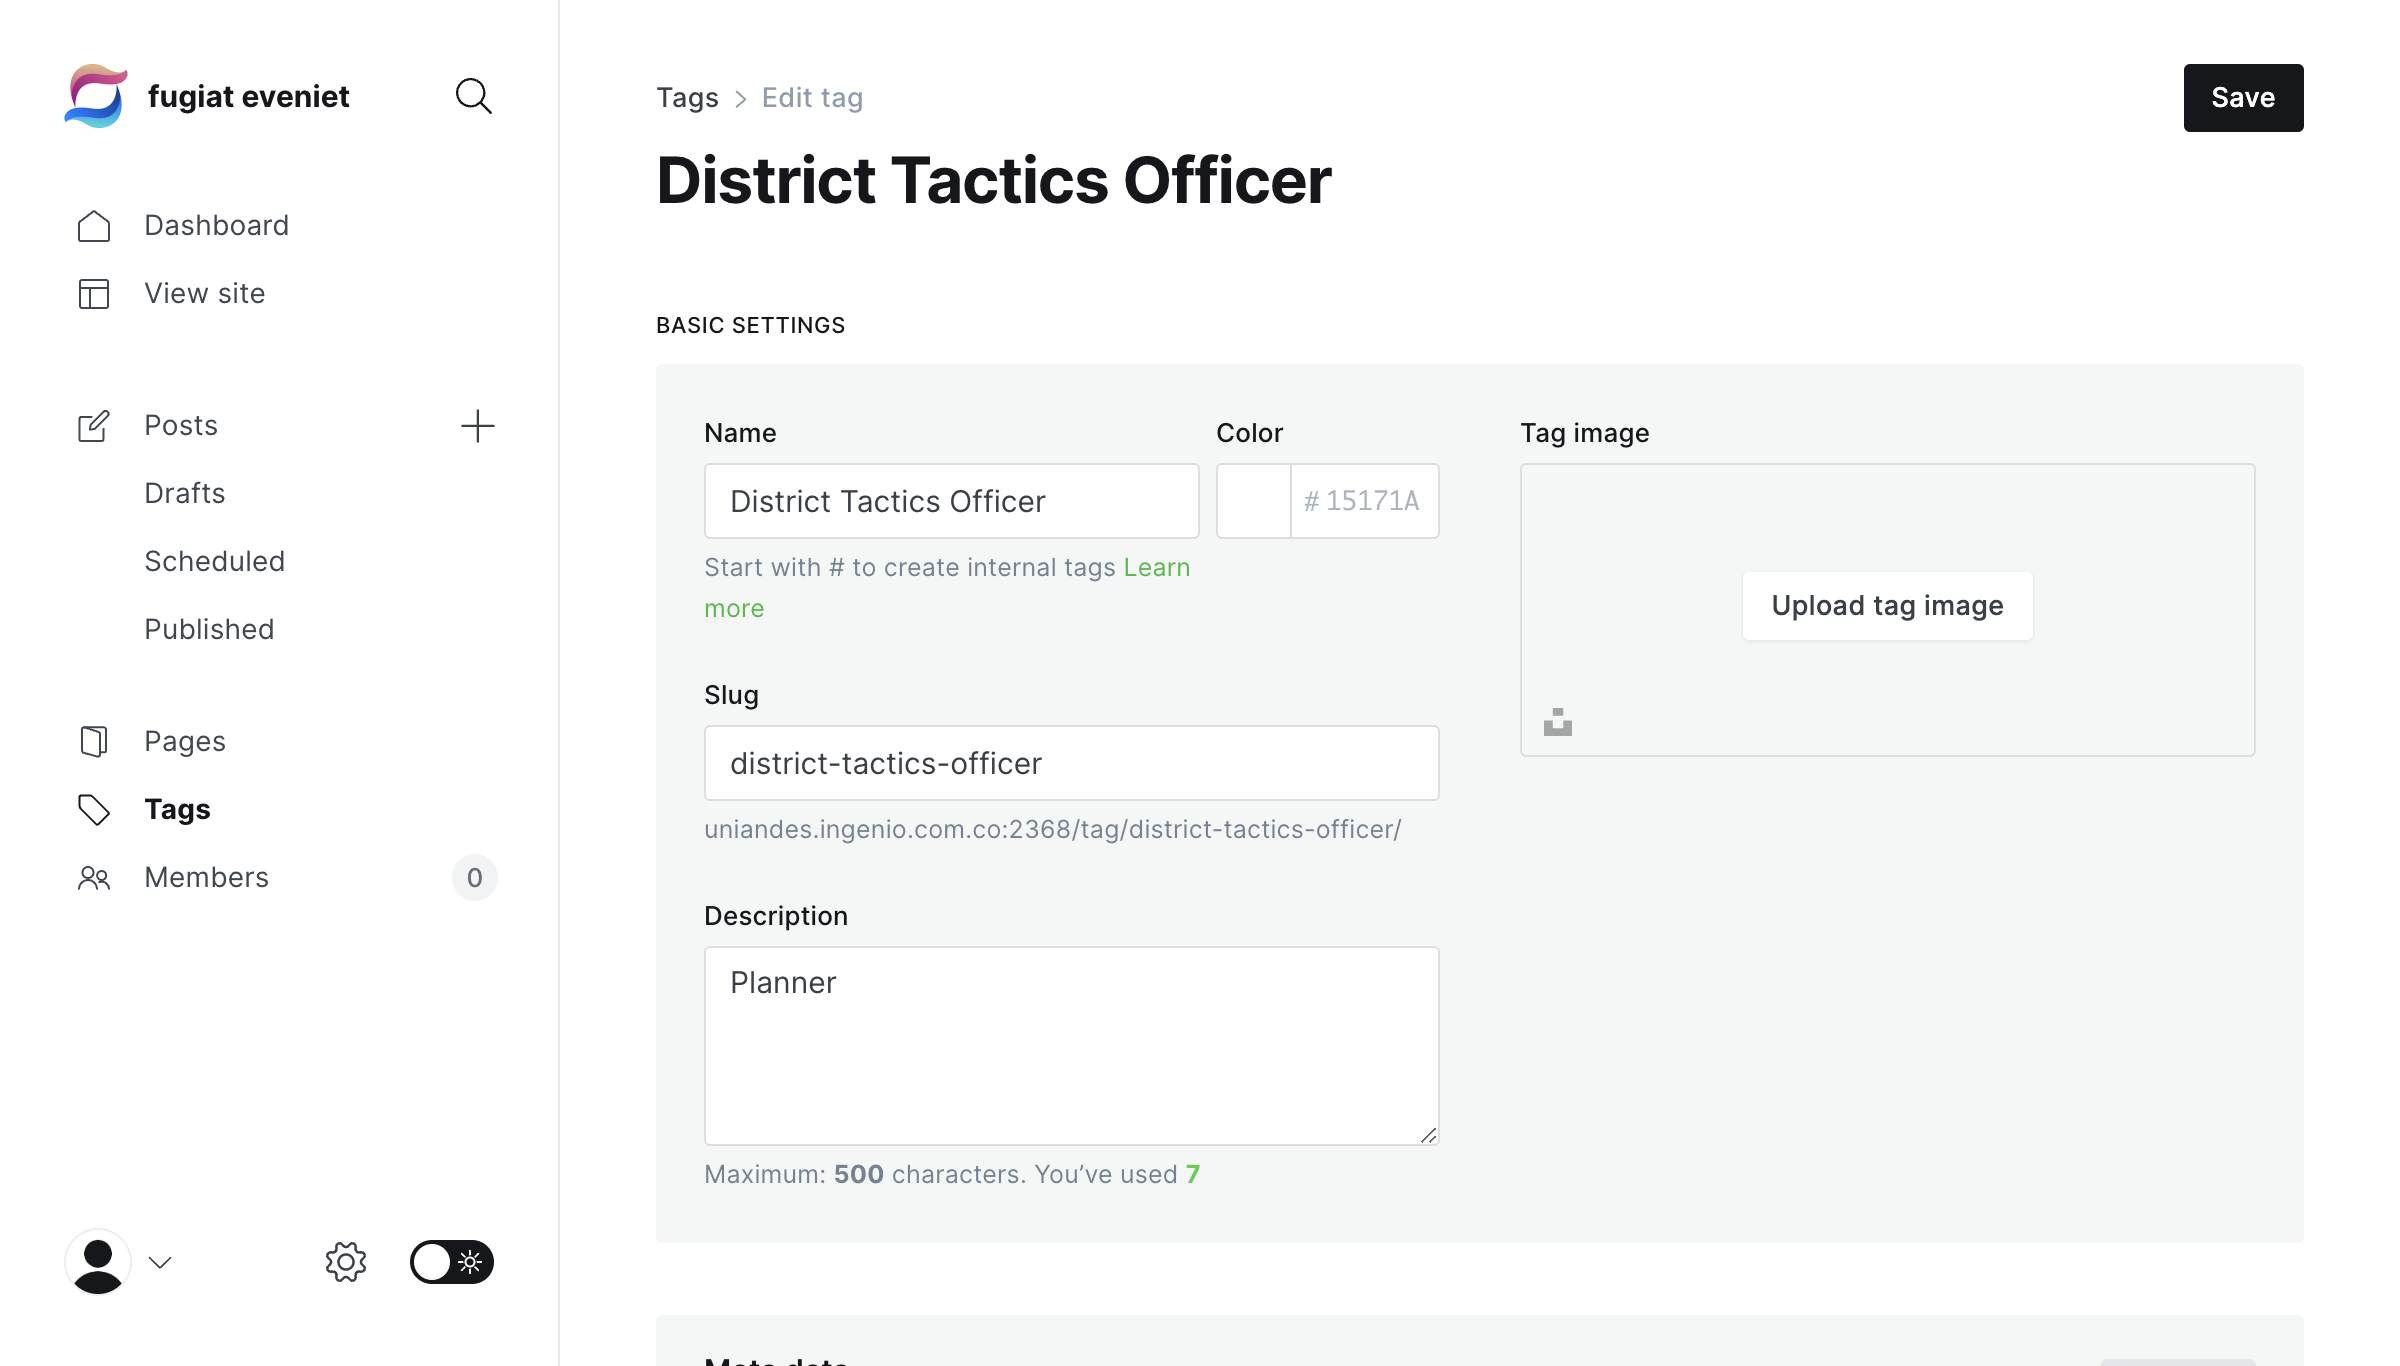 fugiat eveniet
Dashboard
View site
Posts
Drafts
Scheduled
Published
Pages
Tags
Members
0
Tags > Edit tag
Save
District Tactics Officer
BASIC SETTINGS
Name
District Tactics Officer
Start with # to create internal tags Learn
more
Color
# 15171A
Slug
district-tactics-officer
uniandes.ingenio.com.co:2368/tag/district-tactics-officer/
Description
Planner
Maximum: 500 characters. You’ve used 7
Tag image
Upload tag image
Meta data